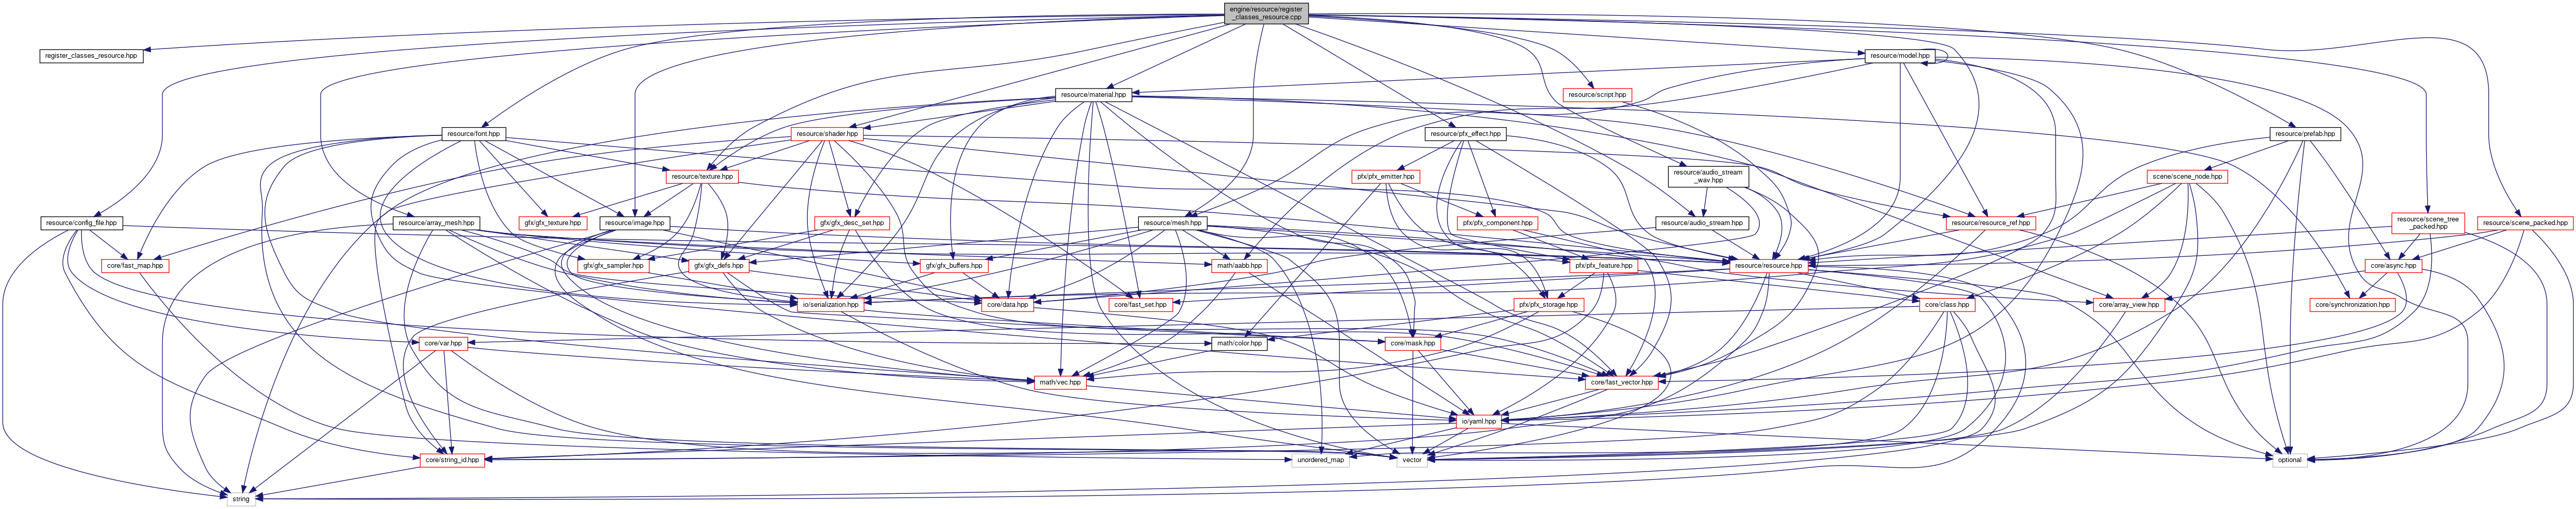 engine/resource/register
_classes_resource.cpp
register_classes_resource.hpp
resource/model.hpp
resource/material.hpp
resource/script.hpp
resource/font.hpp
resource/shader.hpp
resource/pfx_effect.hpp
resource/prefab.hpp
resource/texture.hpp
pfx/pfx_emitter.hpp
resource/audio_stream
_wav.hpp
scene/scene_node.hpp
resource/config_file.hpp
resource/array_mesh.hpp
gfx/gfx_texture.hpp
resource/image.hpp
gfx/gfx_desc_set.hpp
resource/mesh.hpp
pfx/pfx_component.hpp
resource/audio_stream.hpp
resource/resource_ref.hpp
resource/scene_tree
_packed.hpp
resource/scene_packed.hpp
core/fast_map.hpp
gfx/gfx_sampler.hpp
gfx/gfx_defs.hpp
gfx/gfx_buffers.hpp
math/aabb.hpp
pfx/pfx_feature.hpp
resource/resource.hpp
core/async.hpp
io/serialization.hpp
core/data.hpp
core/fast_set.hpp
pfx/pfx_storage.hpp
core/class.hpp
core/array_view.hpp
core/synchronization.hpp
core/var.hpp
math/color.hpp
core/mask.hpp
math/vec.hpp
core/fast_vector.hpp
io/yaml.hpp
core/string_id.hpp
unordered_map
vector
optional
string